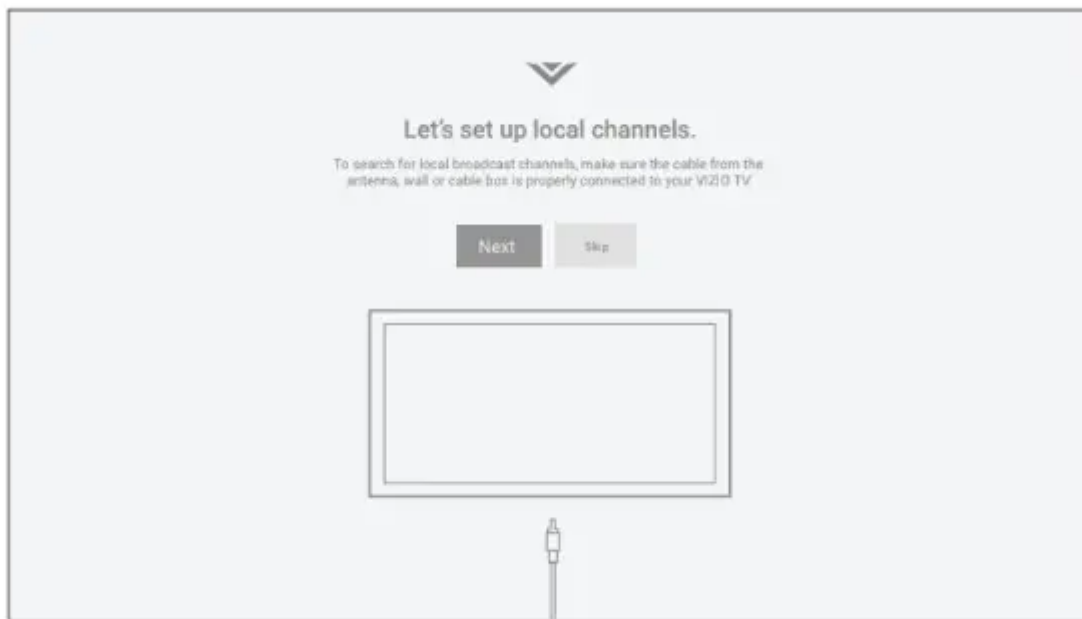 Let's set up local channels.
To search for local broadcast channels, make sure the cable from the
antenna, wall or cable box is properly connected to your VIZIO TV
Next
Skip